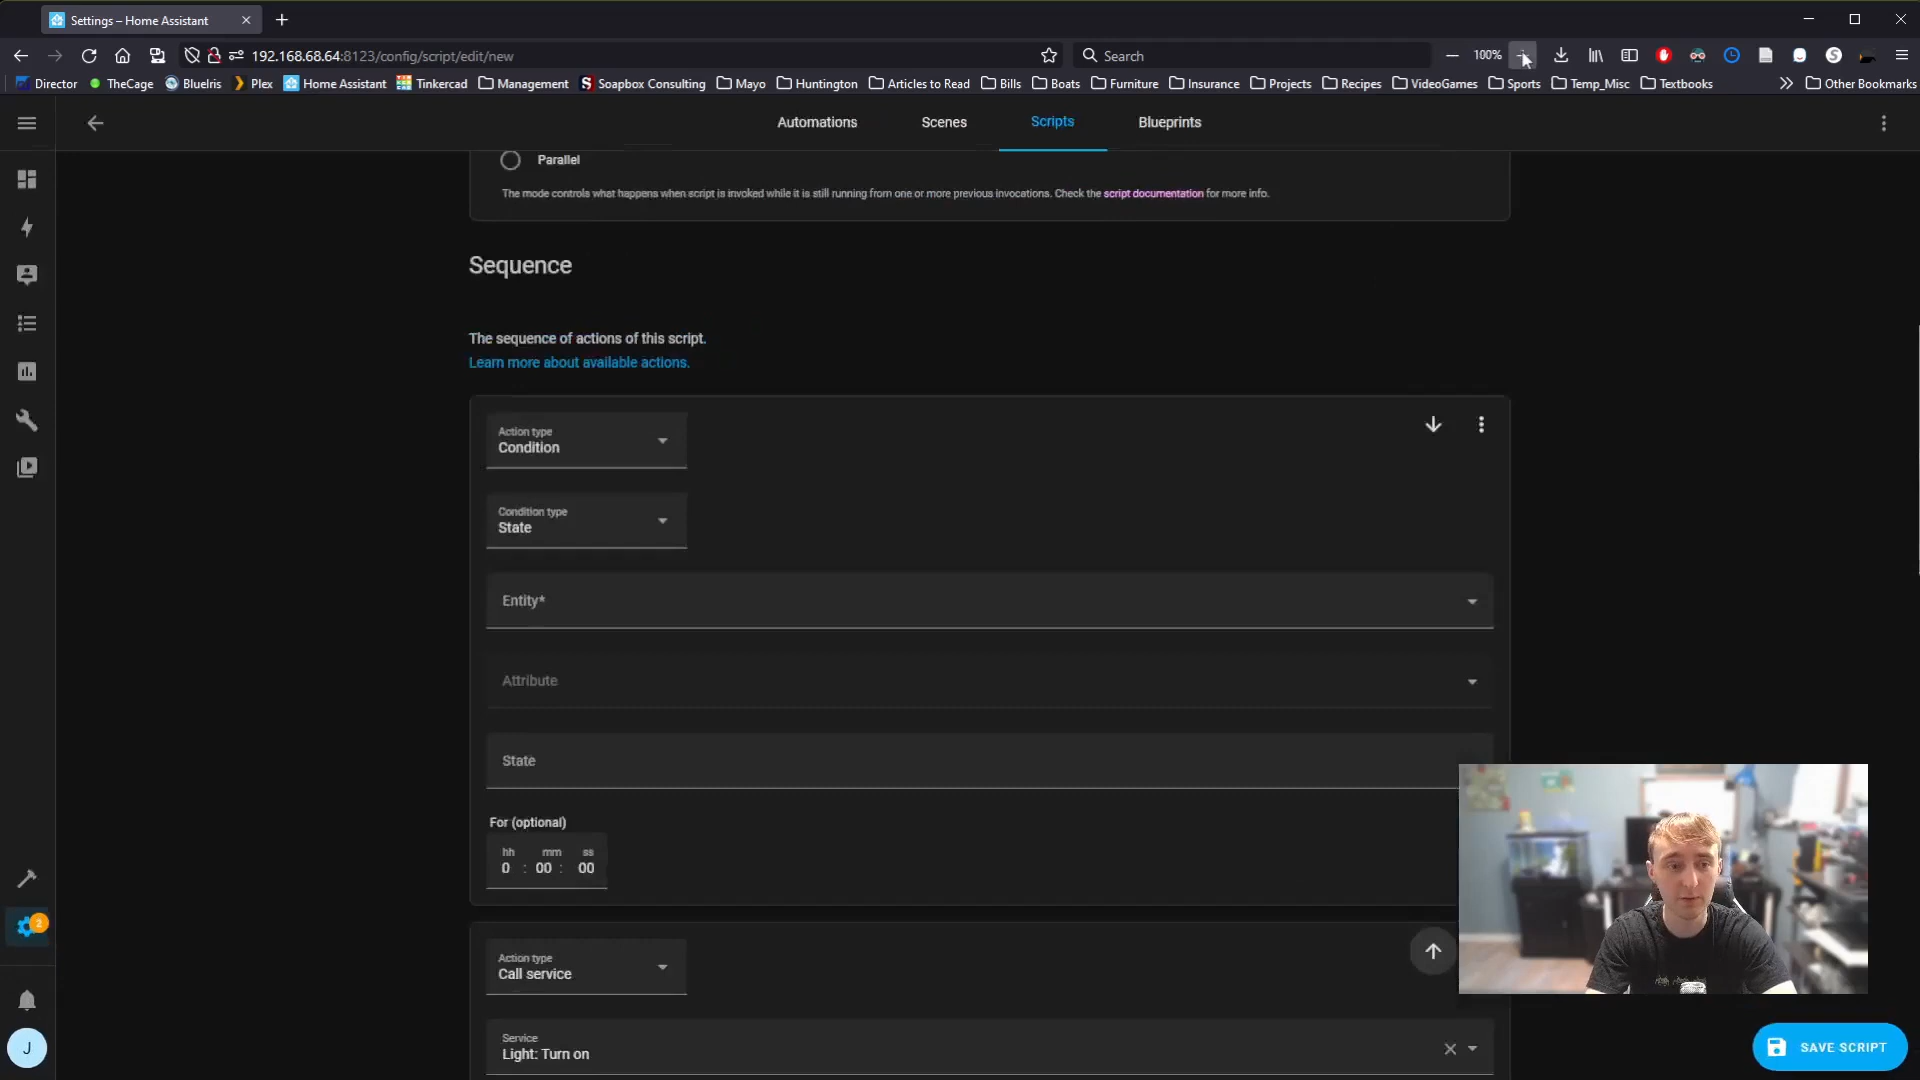 Settings – Home Assistant
192.168.68.64:8123/config/script/edit/new
Search
100%
Director
TheCage
BlueIris
Plex
Home Assistant
Tinkercad
Management
Soapbox Consulting
Mayo
Huntington
Articles to Read
Bills
Boats
Furniture
Insurance
Projects
Recipes
VideoGames
Sports
Temp_Misc
Textbooks
Other Bookmarks
Automations
Scenes
Scripts
Blueprints
Parallel
The mode controls what happens when script is invoked while it is still running from one or more previous invocations. Check the script documentation for more info.
Sequence
The sequence of actions of this script.
Learn more about available actions.
Action type
Condition
Condition type
State
Entity*
Attribute
State
For (optional)
hh mm ss
0 : 00 : 00
Action type
Call service
Service
Light: Turn on
2
J
SAVE SCRIPT